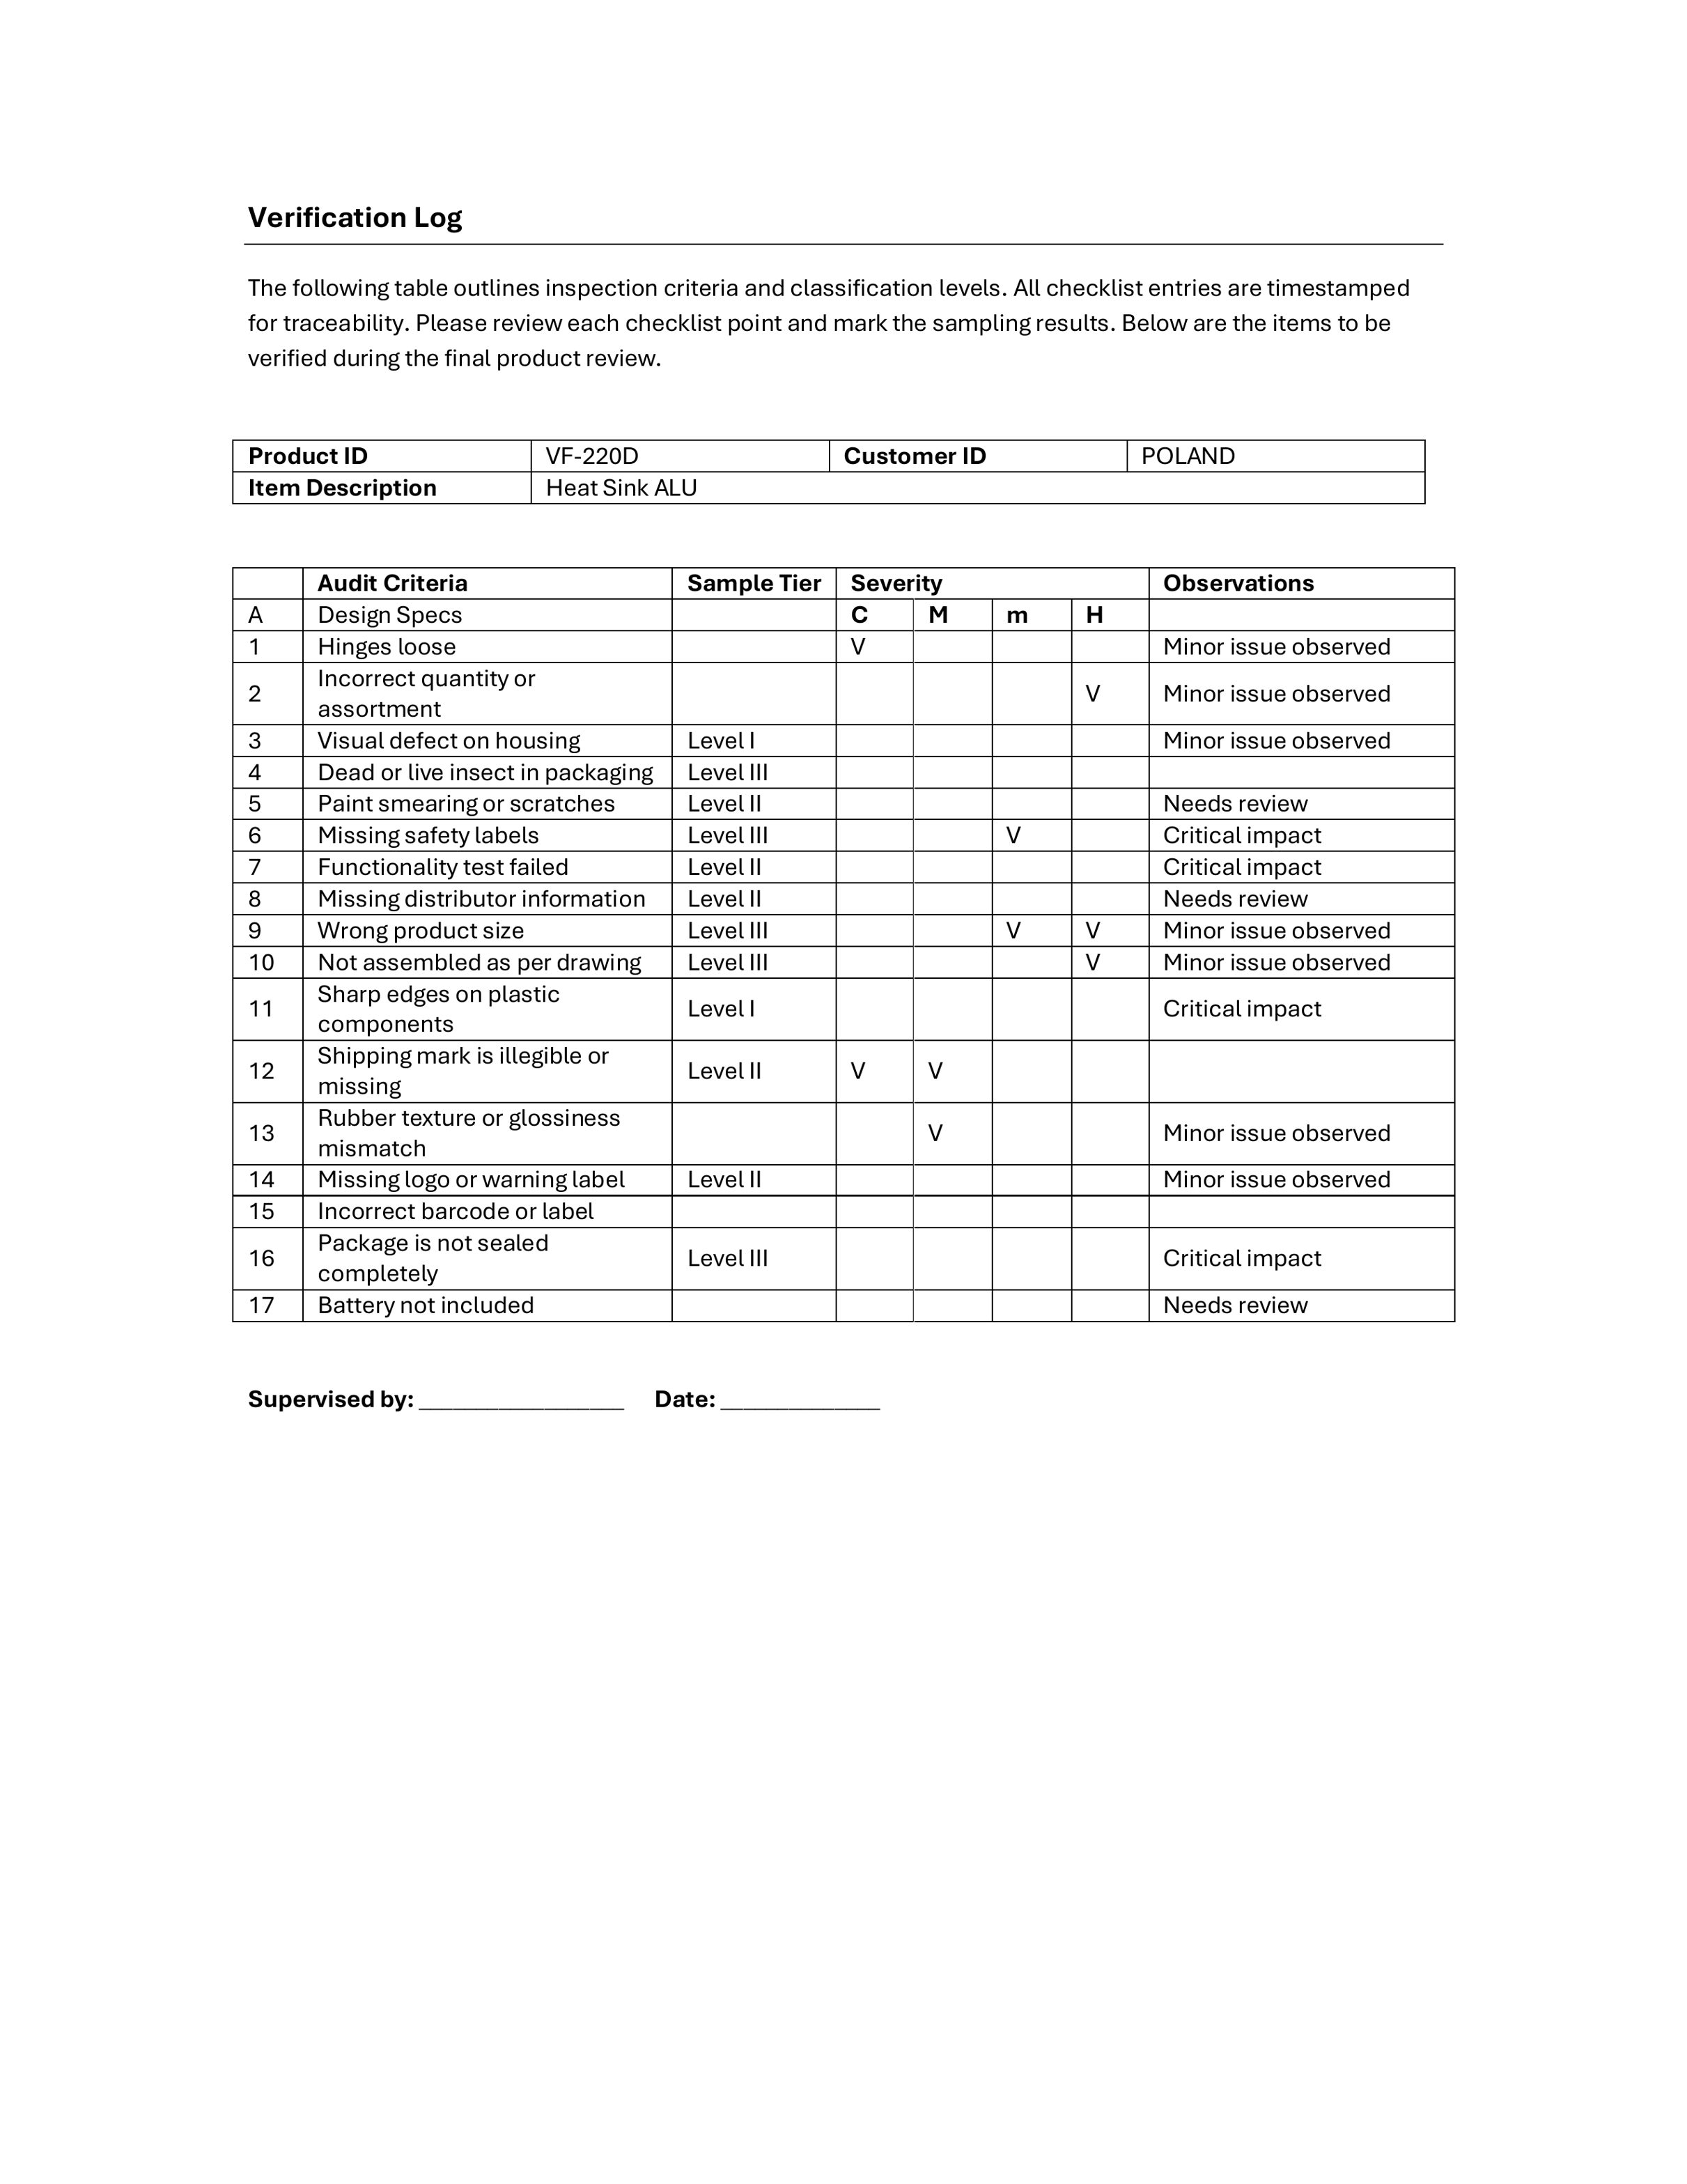 Verification Log
The following table outlines inspection criteria and classification levels. All checklist entries are timestamped
for traceability. Please review each checklist point and mark the sampling results. Below are the items to be
verified during the final product review.
Product ID VF-220D Customer ID POLAND
Item Description Heat Sink ALU
Audit Criteria Sample Tier Severity Observations
A Design Specs C M m H
1 Hinges loose V Minor issue observed
2 Incorrect quantity or
assortment V Minor issue observed
3 Visual defect on housing Level I Minor issue observed
4 Dead or live insect in packaging Level III
5 Paint smearing or scratches Level II Needs review
6 Missing safety labels Level III V Critical impact
7 Functionality test failed Level II Critical impact
8 Missing distributor information Level II Needs review
9 Wrong product size Level III V V Minor issue observed
10 Not assembled as per drawing Level III V Minor issue observed
11 Sharp edges on plastic
components Level I Critical impact
12 Shipping mark is illegible or
missing Level II V V
13 Rubber texture or glossiness
mismatch V Minor issue observed
14 Missing logo or warning label Level II Minor issue observed
15 Incorrect barcode or label
16 Package is not sealed
completely Level III Critical impact
17 Battery not included Needs review
Supervised by: __________________ Date: ______________